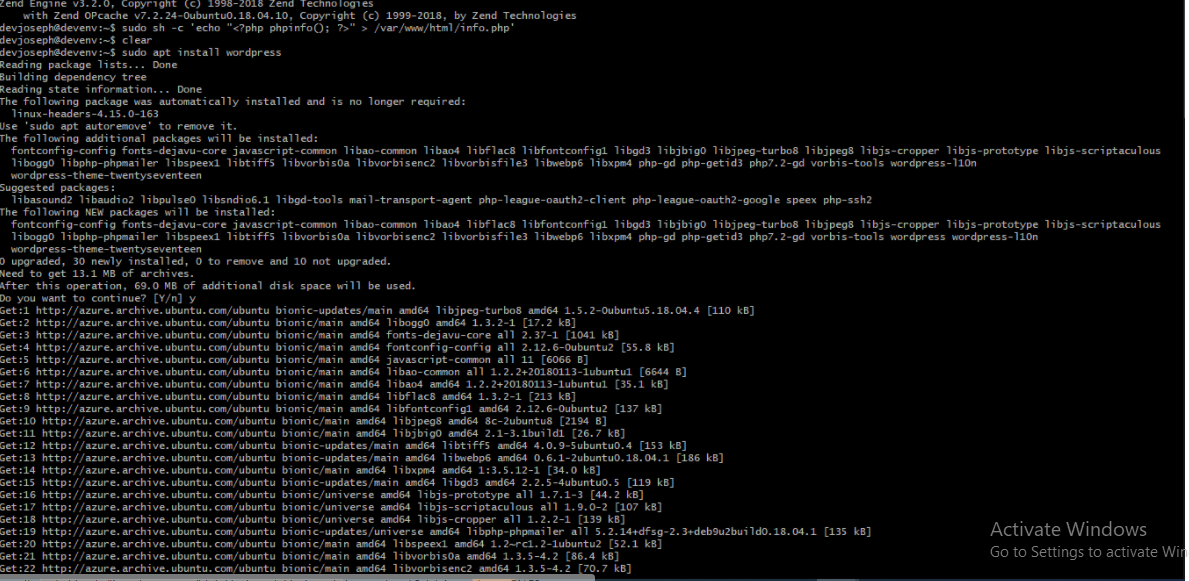 Zend Engine v3.2.0, Copyright (c) 1998-2018 Zend Technologies
    with Zend OPcache v7.2.24-0ubuntu0.18.04.10, Copyright (c) 1999-2018, by Zend Technologies
devjoseph@devenv:~$ sudo sh -c 'echo "<?php phpinfo(); ?>" > /var/www/html/info.php'
devjoseph@devenv:~$ clear
devjoseph@devenv:~$ sudo apt install wordpress
Reading package lists... Done
Building dependency tree
Reading state information... Done
The following package was automatically installed and is no longer required:
  linux-headers-4.15.0-163
Use 'sudo apt autoremove' to remove it.
The following additional packages will be installed:
  fontconfig-config fonts-dejavu-core javascript-common libao-common libao4 libflac8 libfontconfig1 libgd3 libjbig0 libjpeg-turbo8 libjpeg8 libjs-cropper libjs-prototype libjs-scriptaculous
  libogg0 libphp-phpmailer libspeex1 libtiff5 libvorbis0a libvorbisenc2 libvorbisfile3 libwebp6 libxpm4 php-gd php-getid3 php7.2-gd vorbis-tools wordpress-l10n
  wordpress-theme-twentyseventeen
Suggested packages:
  libasound2 libaudio2 libpulse0 libsndio6.1 libgd-tools mail-transport-agent php-league-oauth2-client php-league-oauth2-google speex php-ssh2
The following NEW packages will be installed:
  fontconfig-config fonts-dejavu-core javascript-common libao-common libao4 libflac8 libfontconfig1 libgd3 libjbig0 libjpeg-turbo8 libjpeg8 libjs-cropper libjs-prototype libjs-scriptaculous
  libogg0 libphp-phpmailer libspeex1 libtiff5 libvorbis0a libvorbisenc2 libvorbisfile3 libwebp6 libxpm4 php-gd php-getid3 php7.2-gd vorbis-tools wordpress wordpress-l10n
  wordpress-theme-twentyseventeen
0 upgraded, 30 newly installed, 0 to remove and 10 not upgraded.
Need to get 13.1 MB of archives.
After this operation, 69.0 MB of additional disk space will be used.
Do you want to continue? [Y/n] y
Get:1 http://azure.archive.ubuntu.com/ubuntu bionic-updates/main amd64 libjpeg-turbo8 amd64 1.5.2-0ubuntu5.18.04.4 [110 kB]
Get:2 http://azure.archive.ubuntu.com/ubuntu bionic/main amd64 libogg0 amd64 1.3.2-1 [17.2 kB]
Get:3 http://azure.archive.ubuntu.com/ubuntu bionic/main amd64 fonts-dejavu-core all 2.37-1 [1041 kB]
Get:4 http://azure.archive.ubuntu.com/ubuntu bionic/main amd64 fontconfig-config all 2.12.6-0ubuntu2 [55.8 kB]
Get:5 http://azure.archive.ubuntu.com/ubuntu bionic/main amd64 javascript-common all 11 [6066 B]
Get:6 http://azure.archive.ubuntu.com/ubuntu bionic/main amd64 libao-common all 1.2.2+20180113-1ubuntu1 [6644 B]
Get:7 http://azure.archive.ubuntu.com/ubuntu bionic/main amd64 libao4 amd64 1.2.2+20180113-1ubuntu1 [35.1 kB]
Get:8 http://azure.archive.ubuntu.com/ubuntu bionic/main amd64 libflac8 amd64 1.3.2-1 [213 kB]
Get:9 http://azure.archive.ubuntu.com/ubuntu bionic/main amd64 libfontconfig1 amd64 2.12.6-0ubuntu2 [137 kB]
Get:10 http://azure.archive.ubuntu.com/ubuntu bionic/main amd64 libjpeg8 amd64 8c-2ubuntu8 [2194 B]
Get:11 http://azure.archive.ubuntu.com/ubuntu bionic/main amd64 libjbig0 amd64 2.1-3.1build1 [26.7 kB]
Get:12 http://azure.archive.ubuntu.com/ubuntu bionic-updates/main amd64 libtiff5 amd64 4.0.9-5ubuntu0.4 [153 kB]
Get:13 http://azure.archive.ubuntu.com/ubuntu bionic-updates/main amd64 libwebp6 amd64 0.6.1-2ubuntu0.18.04.1 [186 kB]
Get:14 http://azure.archive.ubuntu.com/ubuntu bionic/main amd64 libxpm4 amd64 1:3.5.12-1 [34.0 kB]
Get:15 http://azure.archive.ubuntu.com/ubuntu bionic-updates/main amd64 libgd3 amd64 2.2.5-4ubuntu0.5 [119 kB]
Get:16 http://azure.archive.ubuntu.com/ubuntu bionic/universe amd64 libjs-prototype all 1.7.1-3 [44.2 kB]
Get:17 http://azure.archive.ubuntu.com/ubuntu bionic/universe amd64 libjs-scriptaculous all 1.9.0-2 [107 kB]
Get:18 http://azure.archive.ubuntu.com/ubuntu bionic/universe amd64 libjs-cropper all 1.2.2-1 [139 kB]
Get:19 http://azure.archive.ubuntu.com/ubuntu bionic-updates/universe amd64 libphp-phpmailer all 5.2.14+dfsg-2.3+deb9u2build0.18.04.1 [135 kB]
Get:20 http://azure.archive.ubuntu.com/ubuntu bionic/main amd64 libspeex1 amd64 1.2~rc1.2-1ubuntu2 [52.1 kB]
Get:21 http://azure.archive.ubuntu.com/ubuntu bionic/main amd64 libvorbis0a amd64 1.3.5-4.2 [86.4 kB]
Get:22 http://azure.archive.ubuntu.com/ubuntu bionic/main amd64 libvorbisenc2 amd64 1.3.5-4.2 [70.7 kB]
Activate Windows
Go to Settings to activate Win